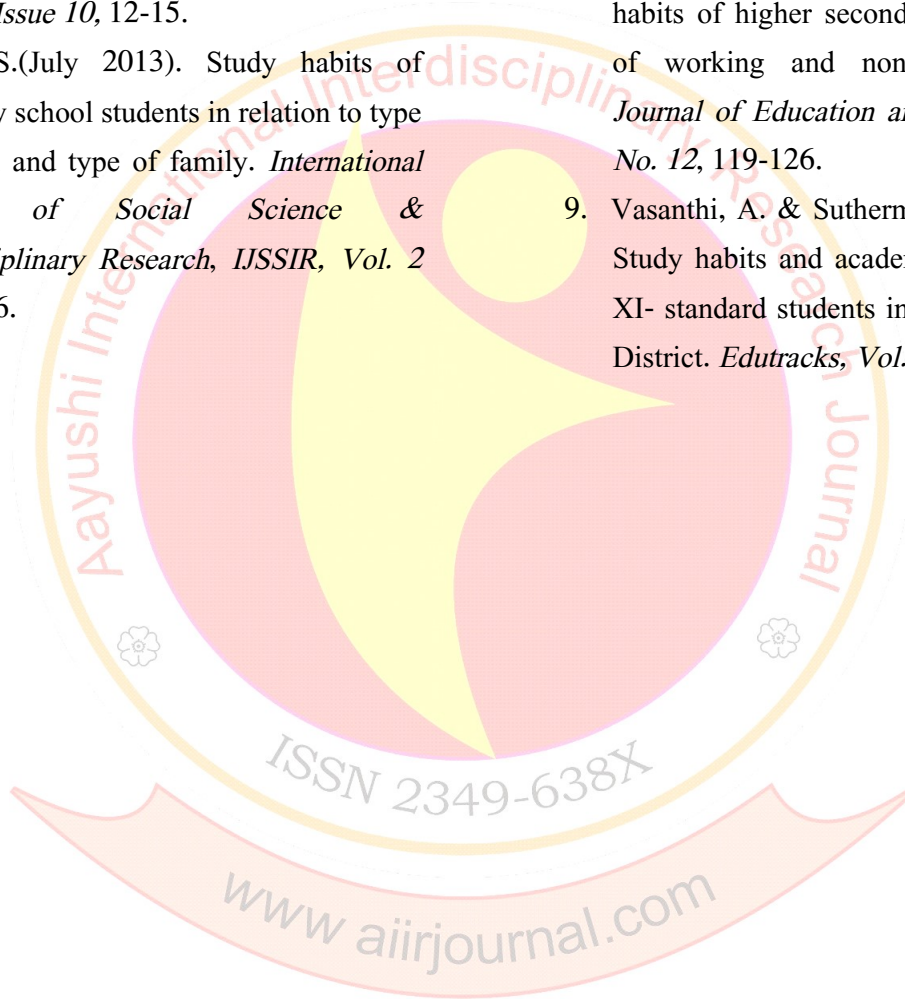 Issue 10, 12-15.
S.(July 2013). Study habits of
y school students in relation to type
and type of family. International
of Social Science &
plinary Research, IJSSIR, Vol. 2
6.
habits of higher second
of working and non
Journal of Education a
No. 12, 119-126.
9. Vasanthi, A. & Sutherm
Study habits and acade
XI- standard students in
District. Edutracks, Vol.
Aayushi International Interdisciplinary Research Journal
ISSN 2349-638X
www aiirjournal.com